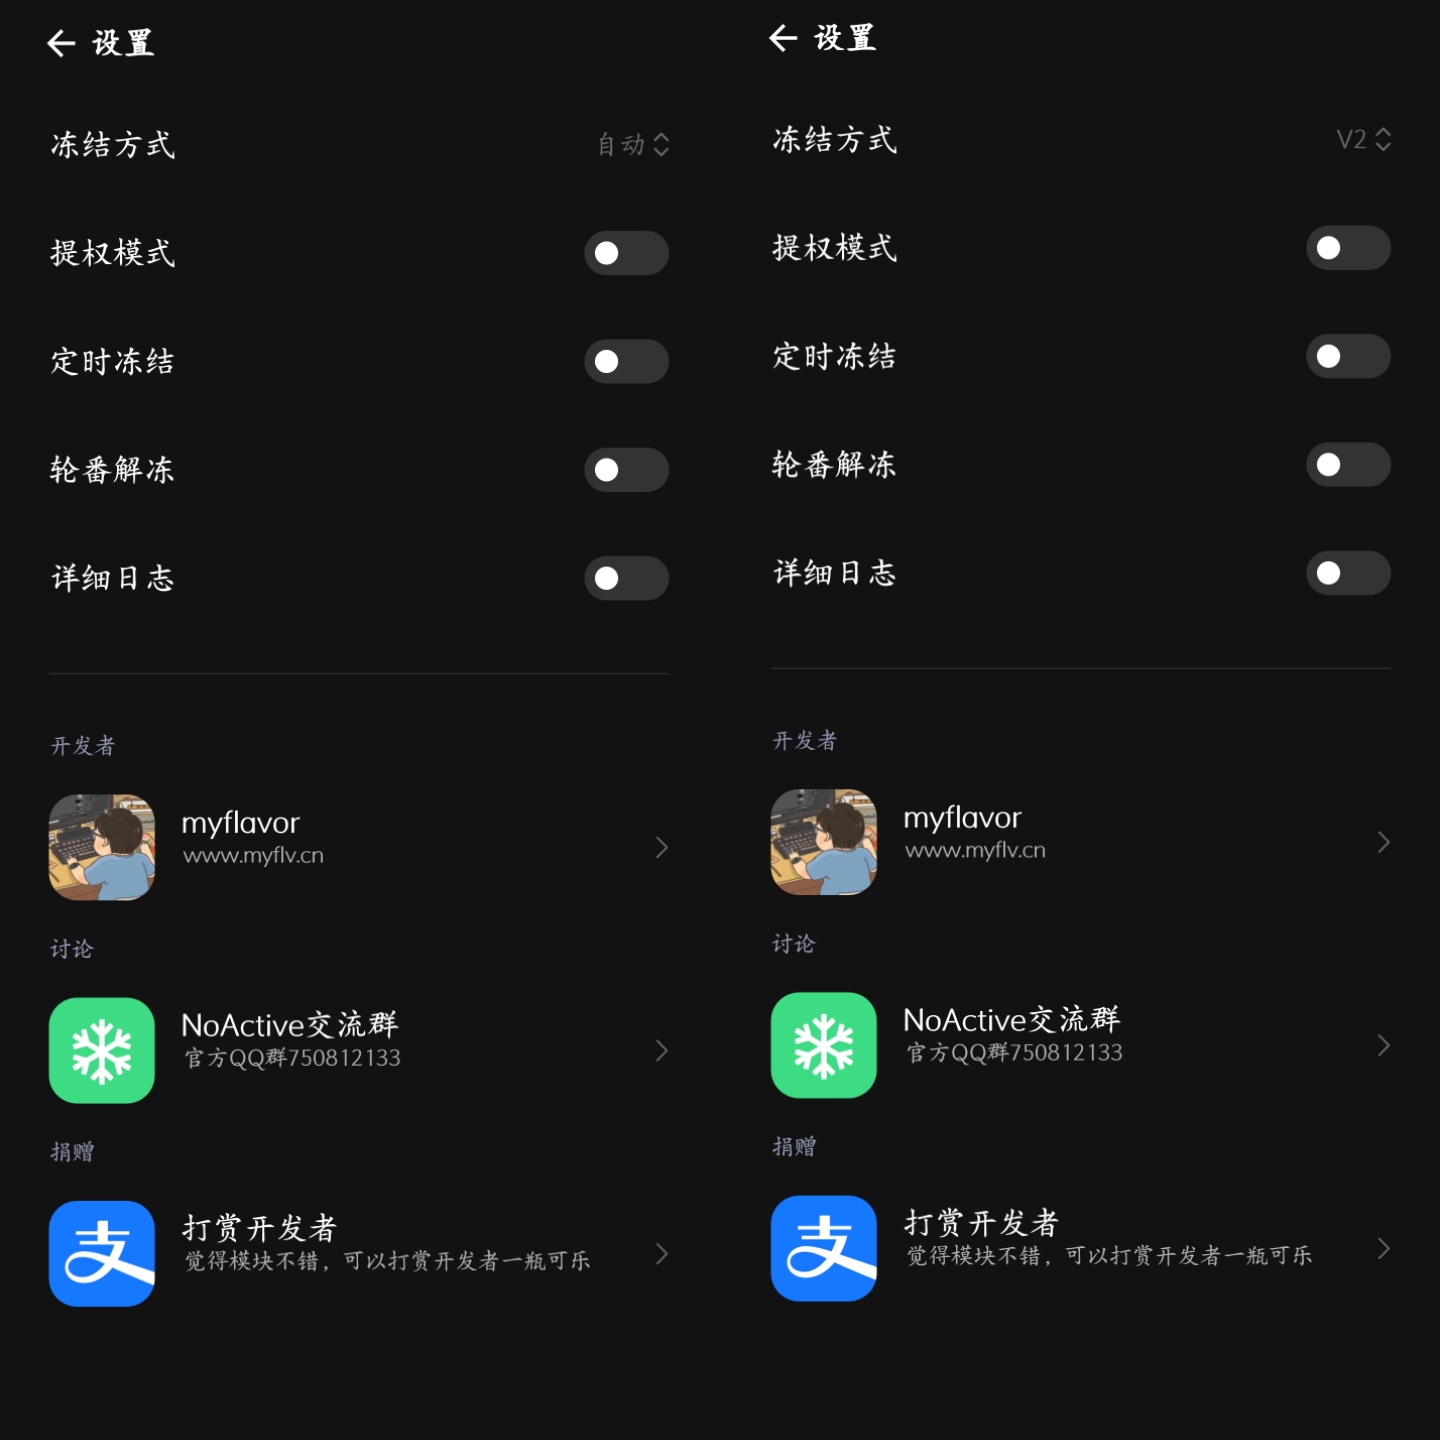 设置
冻结方式
自动
提权模式
定时冻结
轮番解冻
详细日志
开发者
myflavor
www.myflv.cn
讨论
NoActive交流群
官方QQ群750812133
捐赠
支
打赏开发者
觉得模块不错，可以打赏开发者一瓶可乐
设置
冻结方式
V2
提权模式
定时冻结
轮番解冻
详细日志
开发者
myflavor
www.myflv.cn
讨论
NoActive交流群
官方QQ群750812133
捐赠
支
打赏开发者
觉得模块不错，可以打赏开发者一瓶可乐